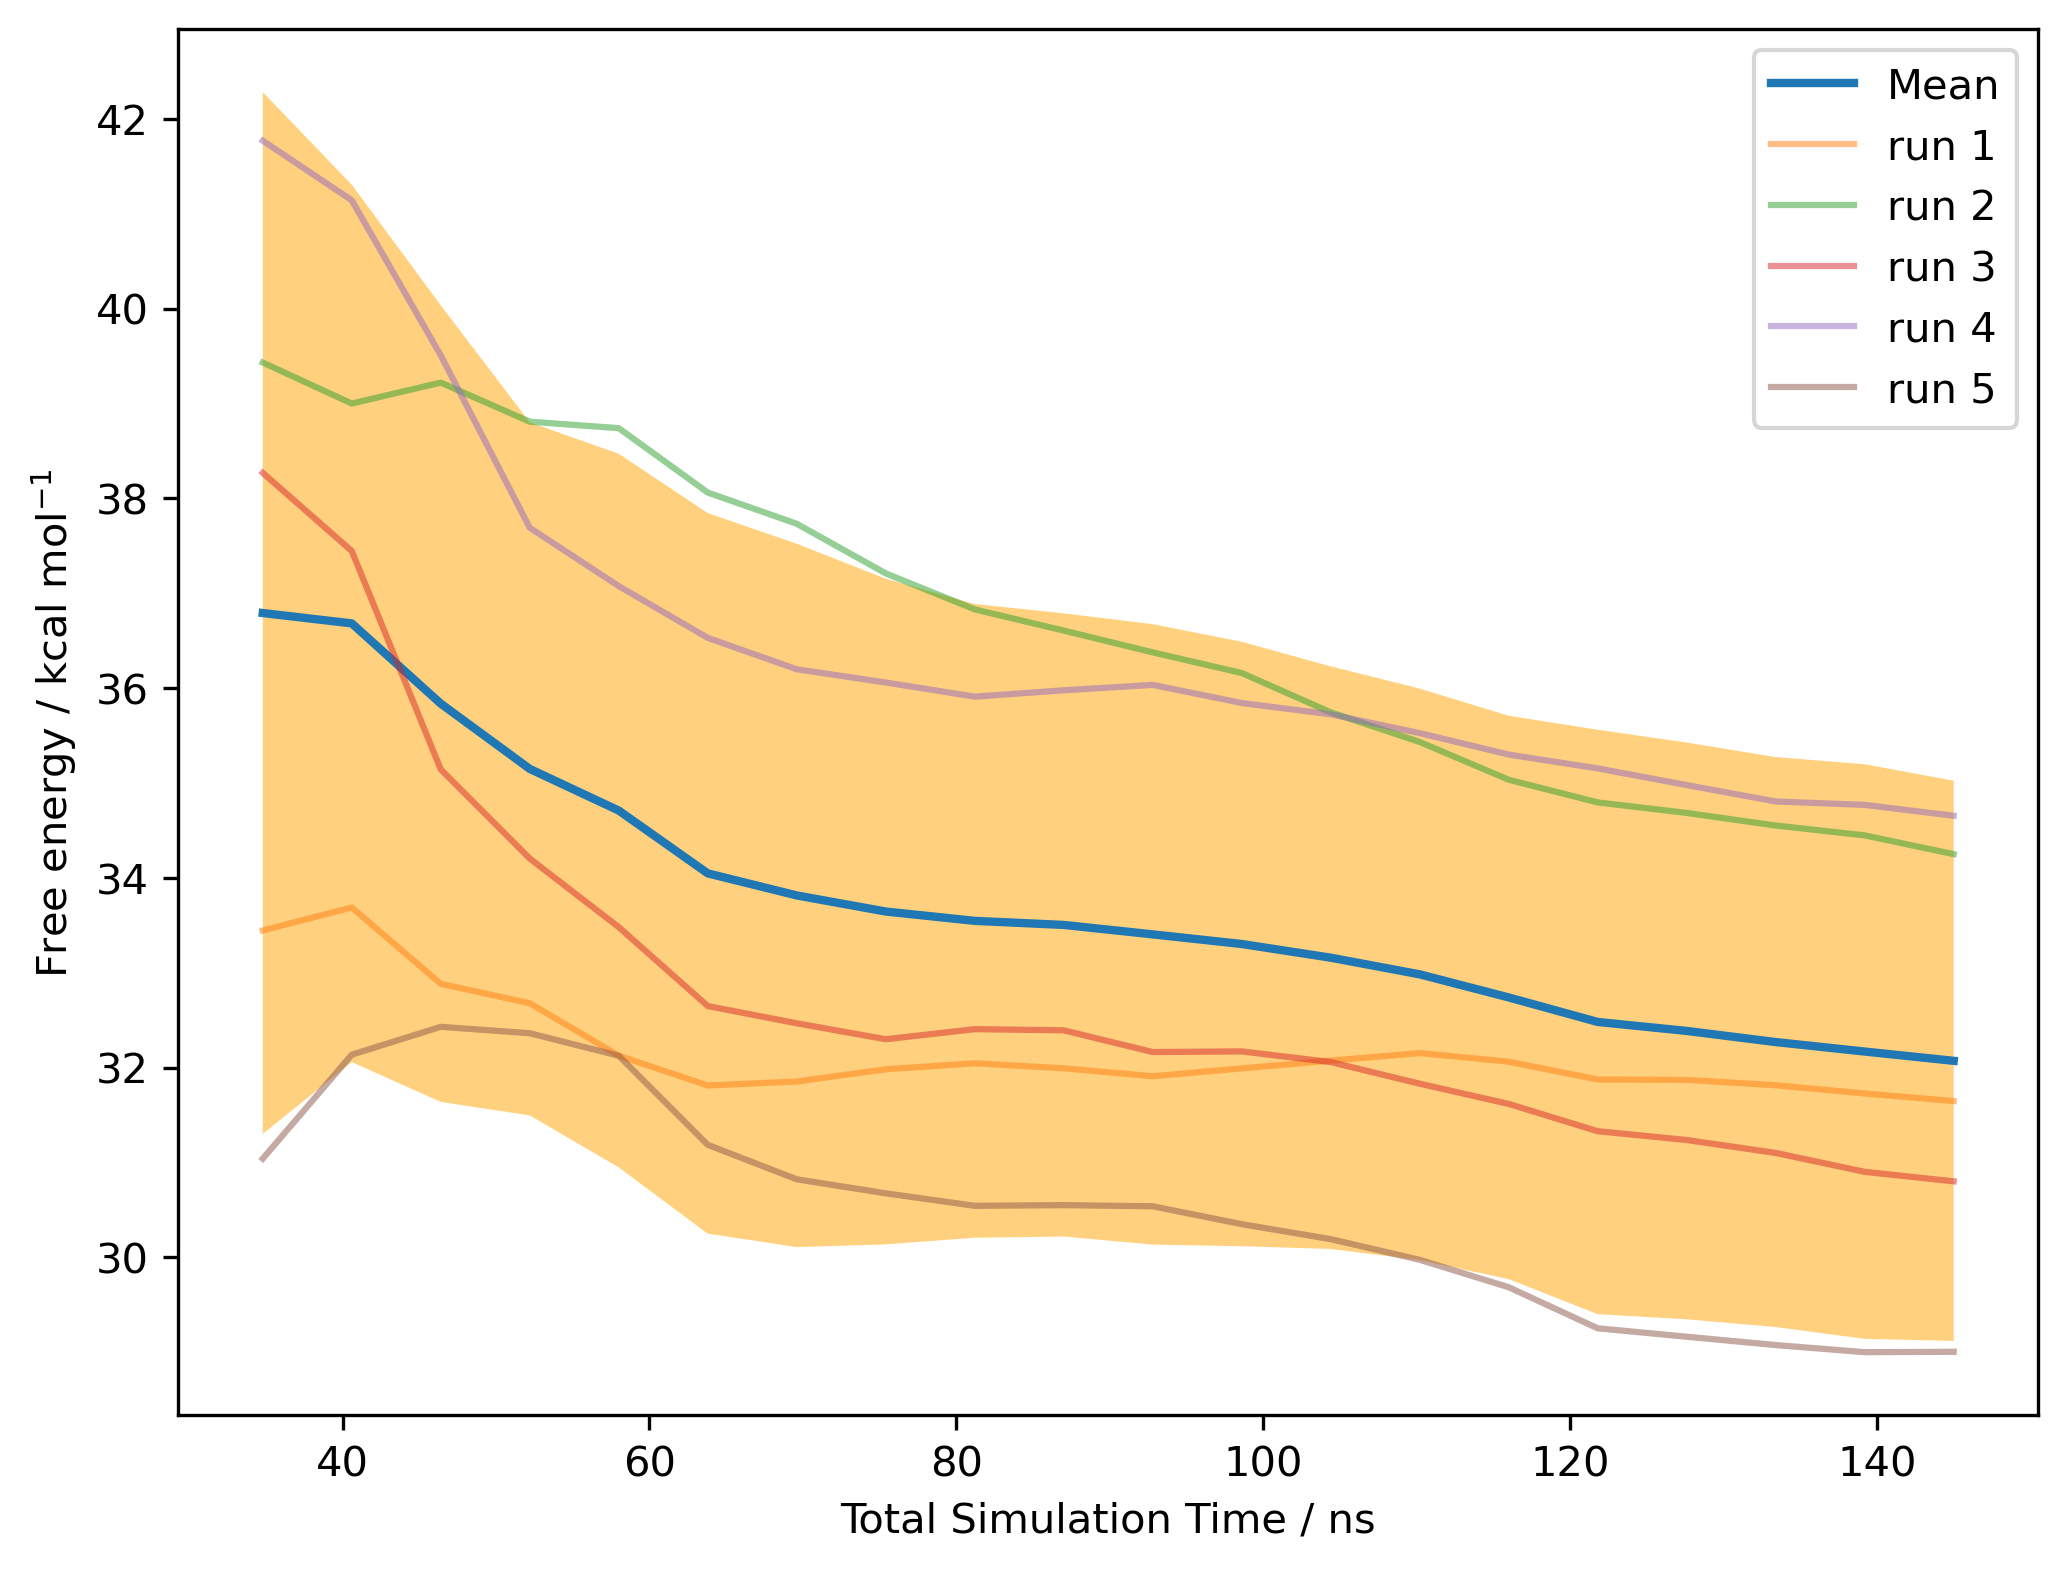 42
40
38
36
34
32
30
40
60
80
100
120
140
Free energy / kcal mol⁻¹
Total Simulation Time / ns
Mean
run 1
run 2
run 3
run 4
run 5